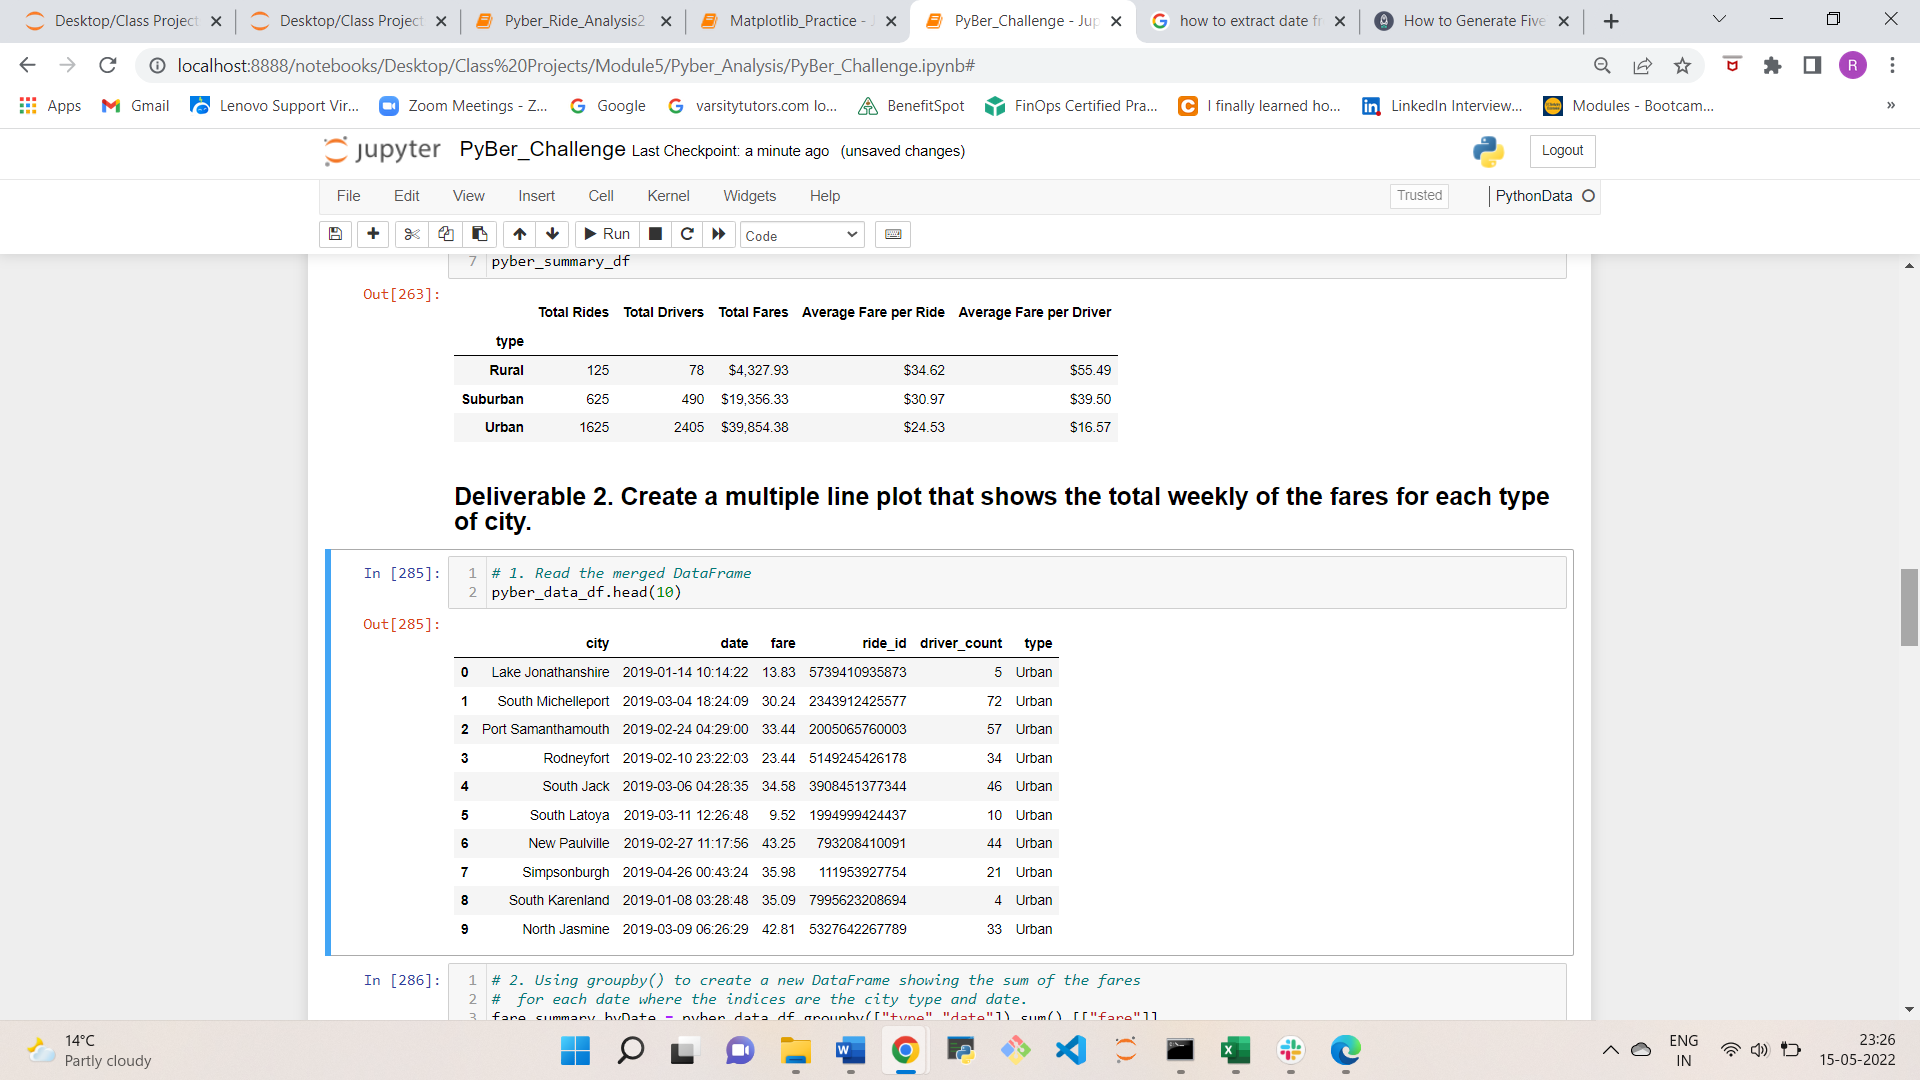 Desktop/Class Project
Desktop/Class Project
Pyber_Ride_Analysis2
Matplotlib_Practice - J
PyBer_Challenge - Jup
how to extract date fr
How to Generate Five
localhost:8888/notebooks/Desktop/Class%20Projects/Module5/Pyber_Analysis/PyBer_Challenge.ipynb#
R
Apps
Gmail
Lenovo Support Vir...
Zoom Meetings - Z...
Google
varsitytutors.com lo...
BenefitSpot
FinOps Certified Pra...
I finally learned ho...
LinkedIn Interview...
Modules - Bootcam...
»
jupyter PyBer_Challenge Last Checkpoint: a minute ago (unsaved changes)
Logout
File Edit View Insert Cell Kernel Widgets Help
Trusted
PythonData
Run
Code
7 pyber_summary_df
Out[263]:
Total Rides Total Drivers Total Fares Average Fare per Ride Average Fare per Driver
type
Rural 125 78 $4,327.93 $34.62 $55.49
Suburban 625 490 $19,356.33 $30.97 $39.50
Urban 1625 2405 $39,854.38 $24.53 $16.57
Deliverable 2. Create a multiple line plot that shows the total weekly of the fares for each type
of city.
In [285]:
1 # 1. Read the merged DataFrame
2 pyber_data_df.head(10)
Out[285]:
city date fare ride_id driver_count type
0 Lake Jonathanshire 2019-01-14 10:14:22 13.83 5739410935873 5 Urban
1 South Michelleport 2019-03-04 18:24:09 30.24 2343912425577 72 Urban
2 Port Samanthamouth 2019-02-24 04:29:00 33.44 2005065760003 57 Urban
3 Rodneyfort 2019-02-10 23:22:03 23.44 5149245426178 34 Urban
4 South Jack 2019-03-06 04:28:35 34.58 3908451377344 46 Urban
5 South Latoya 2019-03-11 12:26:48 9.52 1994999424437 10 Urban
6 New Paulville 2019-02-27 11:17:56 43.25 793208410091 44 Urban
7 Simpsonburgh 2019-04-26 00:43:24 35.98 111953927754 21 Urban
8 South Karenland 2019-01-08 03:28:48 35.09 7995623208694 4 Urban
9 North Jasmine 2019-03-09 06:26:29 42.81 5327642267789 33 Urban
In [286]:
1 # 2. Using groupby() to create a new DataFrame showing the sum of the fares
2 #  for each date where the indices are the city type and date.
3 fare_summary_byDate = pyber_data_df.groupby(["type","date"]).sum()[["fare"]]
14°C
Partly cloudy
ENG
IN
23:26
15-05-2022